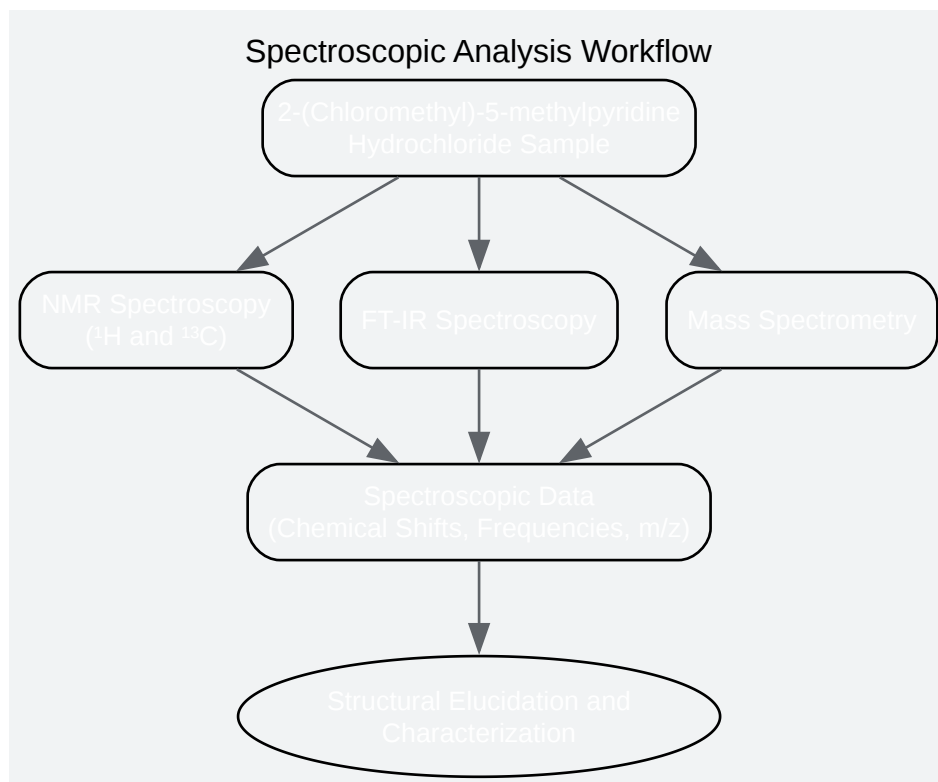 Spectroscopic Analysis Workflow
2-(Chloromethyl)-5-methylpyridine
Hydrochloride Sample
NMR Spectroscopy
(¹H and ¹³C)
FT-IR Spectroscopy
Mass Spectrometry
Spectroscopic Data
(Chemical Shifts, Frequencies, m/z)
Structural Elucidation and
Characterization